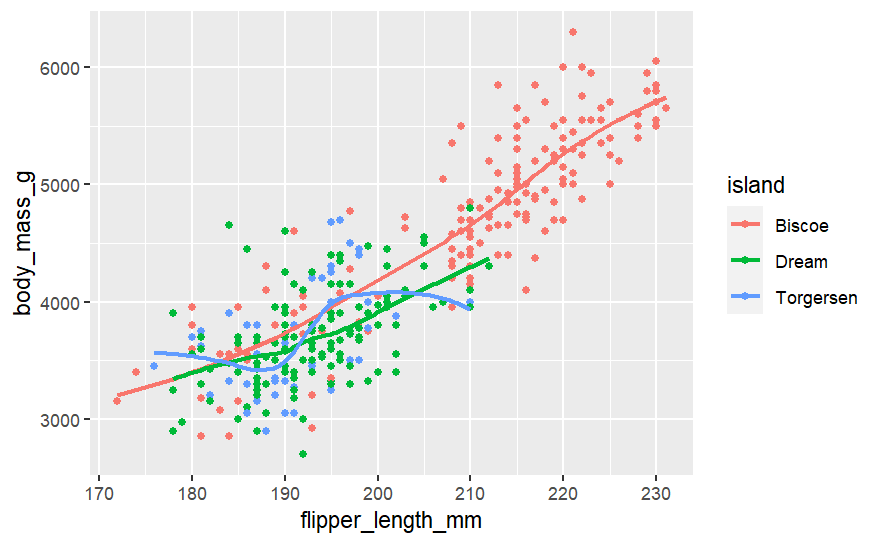 6000
5000
4000
3000
body_mass_g
170 180 190 200 210 220 230
flipper_length_mm
island
Biscoe
Dream
Torgersen